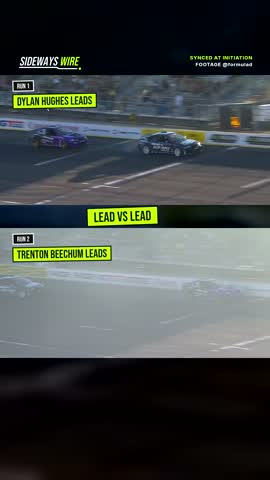 SIDEWAYS WIRE
SYNCED AT INITIATION
FOOTAGE @formulad
RUN 1
DYLAN HUGHES LEADS
LEAD VS LEAD
RUN 2
TRENTON BEECHUM LEADS